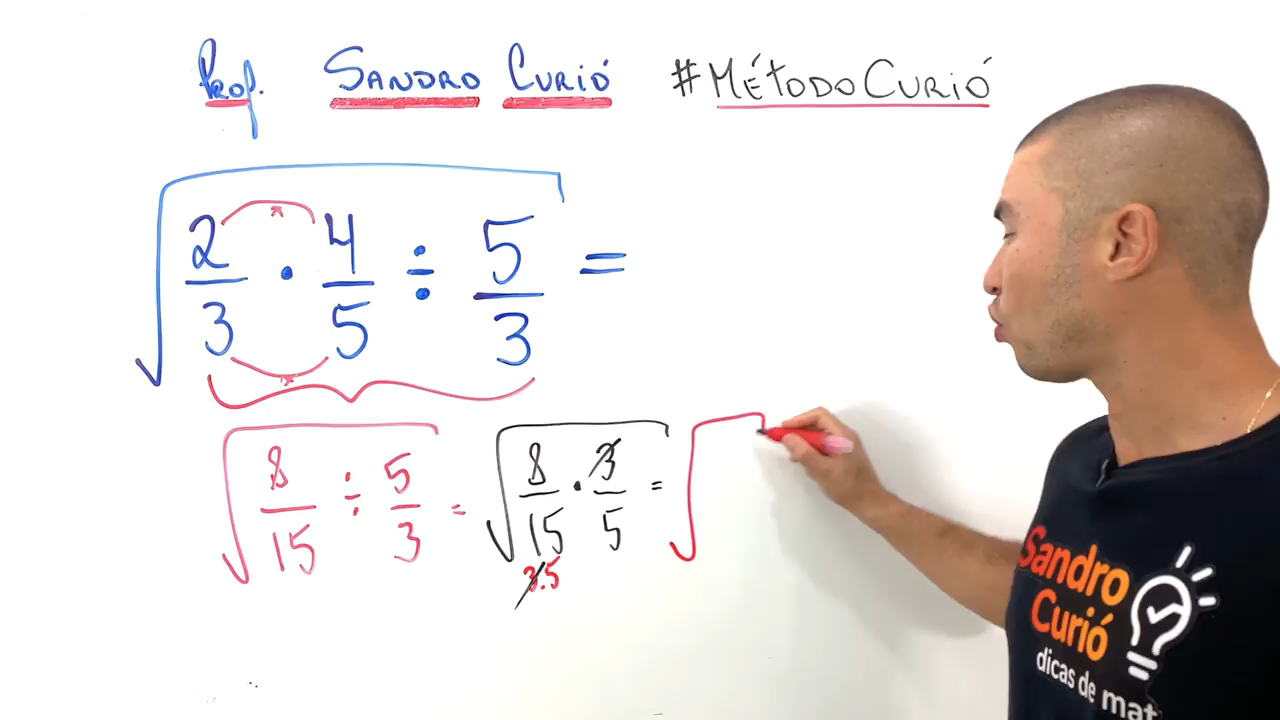 Prof. Sandro Curió #MétodoCurió
√(2/3 · 4/5 ÷ 5/3) =
x
x
√(8/15 ÷ 5/3) = √(8/15 · 3/5) = √
3.5
Sandro
Curió
dicas de mat